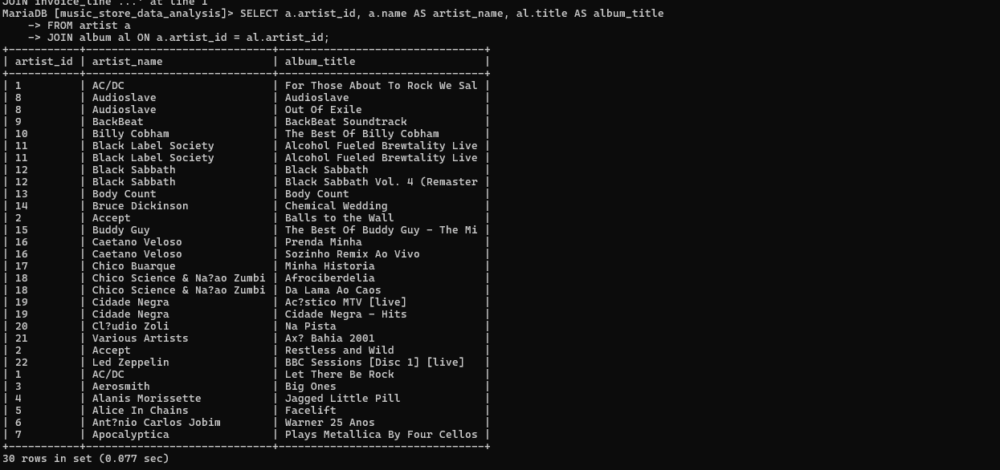 JOIN invoice_line ...' at line 1
MariaDB [music_store_data_analysis]> SELECT a.artist_id, a.name AS artist_name, al.title AS album_title
    -> FROM artist a
    -> JOIN album al ON a.artist_id = al.artist_id;
+-----------+-----------------------------+--------------------------------+
| artist_id | artist_name                 | album_title                    |
+-----------+-----------------------------+--------------------------------+
| 1         | AC/DC                       | For Those About To Rock We Sal |
| 8         | Audioslave                  | Audioslave                     |
| 8         | Audioslave                  | Out Of Exile                   |
| 9         | BackBeat                    | BackBeat Soundtrack            |
| 10        | Billy Cobham                | The Best Of Billy Cobham       |
| 11        | Black Label Society         | Alcohol Fueled Brewtality Live |
| 11        | Black Label Society         | Alcohol Fueled Brewtality Live |
| 12        | Black Sabbath               | Black Sabbath                  |
| 12        | Black Sabbath               | Black Sabbath Vol. 4 (Remaster |
| 13        | Body Count                  | Body Count                     |
| 14        | Bruce Dickinson             | Chemical Wedding               |
| 2         | Accept                      | Balls to the Wall              |
| 15        | Buddy Guy                   | The Best Of Buddy Guy - The Mi |
| 16        | Caetano Veloso              | Prenda Minha                   |
| 16        | Caetano Veloso              | Sozinho Remix Ao Vivo          |
| 17        | Chico Buarque               | Minha Historia                 |
| 18        | Chico Science & Na?ao Zumbi | Afrociberdelia                 |
| 18        | Chico Science & Na?ao Zumbi | Da Lama Ao Caos                |
| 19        | Cidade Negra                | Ac?stico MTV [live]            |
| 19        | Cidade Negra                | Cidade Negra - Hits            |
| 20        | Cl?udio Zoli                | Na Pista                       |
| 21        | Various Artists             | Ax? Bahia 2001                 |
| 2         | Accept                      | Restless and Wild              |
| 22        | Led Zeppelin                | BBC Sessions [Disc 1] [live]   |
| 1         | AC/DC                       | Let There Be Rock              |
| 3         | Aerosmith                   | Big Ones                       |
| 4         | Alanis Morissette           | Jagged Little Pill             |
| 5         | Alice In Chains             | Facelift                       |
| 6         | Ant?nio Carlos Jobim        | Warner 25 Anos                 |
| 7         | Apocalyptica                | Plays Metallica By Four Cellos |
+-----------+-----------------------------+--------------------------------+
30 rows in set (0.077 sec)